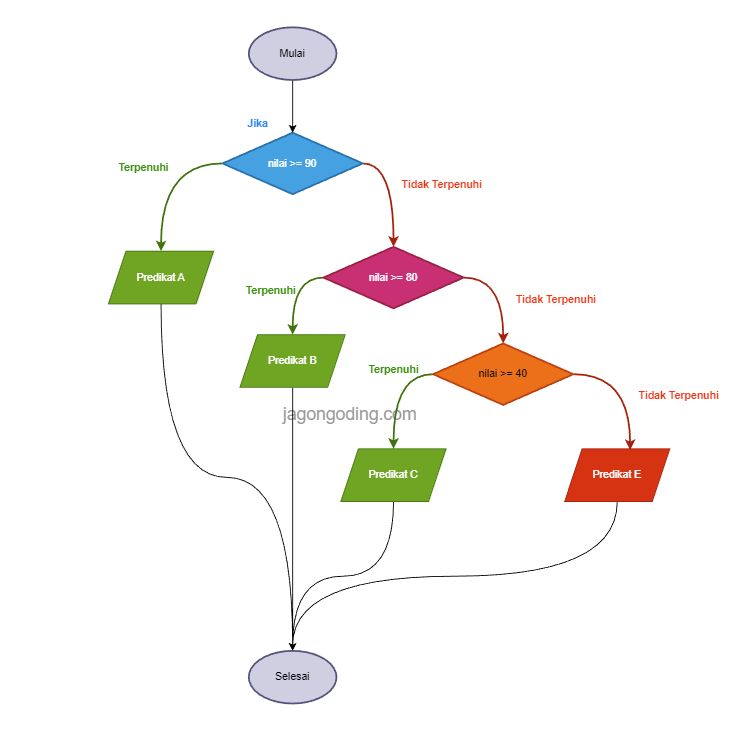 Mulai
Jika
nilai >= 90
Terpenuhi
Tidak Terpenuhi
Predikat A
nilai >= 80
Terpenuhi
Tidak Terpenuhi
Predikat B
nilai >= 40
Terpenuhi
Tidak Terpenuhi
jagongoding.com
Predikat C
Predikat E
Selesai